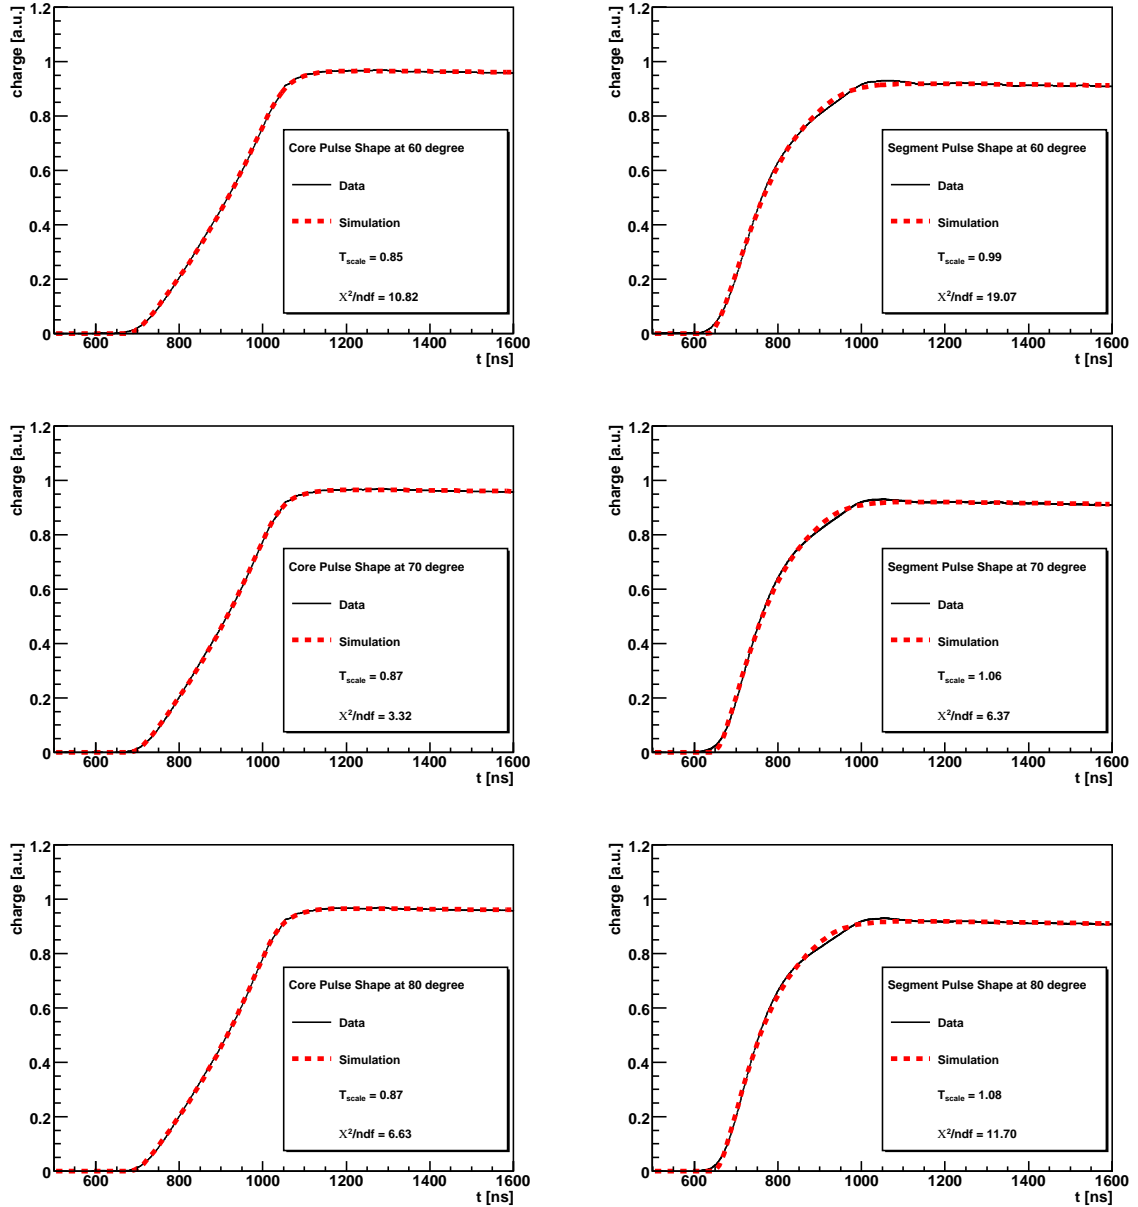 charge [a.u.]
1.2
1
0.8
0.6
0.4
0.2
0
600 800 1000 1200 1400 1600
t [ns]
Core Pulse Shape at 60 degree
Data
Simulation
Tscale = 0.85
Χ²/ndf = 10.82
charge [a.u.]
1.2
1
0.8
0.6
0.4
0.2
0
600 800 1000 1200 1400 1600
t [ns]
Segment Pulse Shape at 60 degree
Data
Simulation
Tscale = 0.99
Χ²/ndf = 19.07
charge [a.u.]
1.2
1
0.8
0.6
0.4
0.2
0
600 800 1000 1200 1400 1600
t [ns]
Core Pulse Shape at 70 degree
Data
Simulation
Tscale = 0.87
Χ²/ndf = 3.32
charge [a.u.]
1.2
1
0.8
0.6
0.4
0.2
0
600 800 1000 1200 1400 1600
t [ns]
Segment Pulse Shape at 70 degree
Data
Simulation
Tscale = 1.06
Χ²/ndf = 6.37
charge [a.u.]
1.2
1
0.8
0.6
0.4
0.2
0
600 800 1000 1200 1400 1600
t [ns]
Core Pulse Shape at 80 degree
Data
Simulation
Tscale = 0.87
Χ²/ndf = 6.63
charge [a.u.]
1.2
1
0.8
0.6
0.4
0.2
0
600 800 1000 1200 1400 1600
t [ns]
Segment Pulse Shape at 80 degree
Data
Simulation
Tscale = 1.08
Χ²/ndf = 11.70